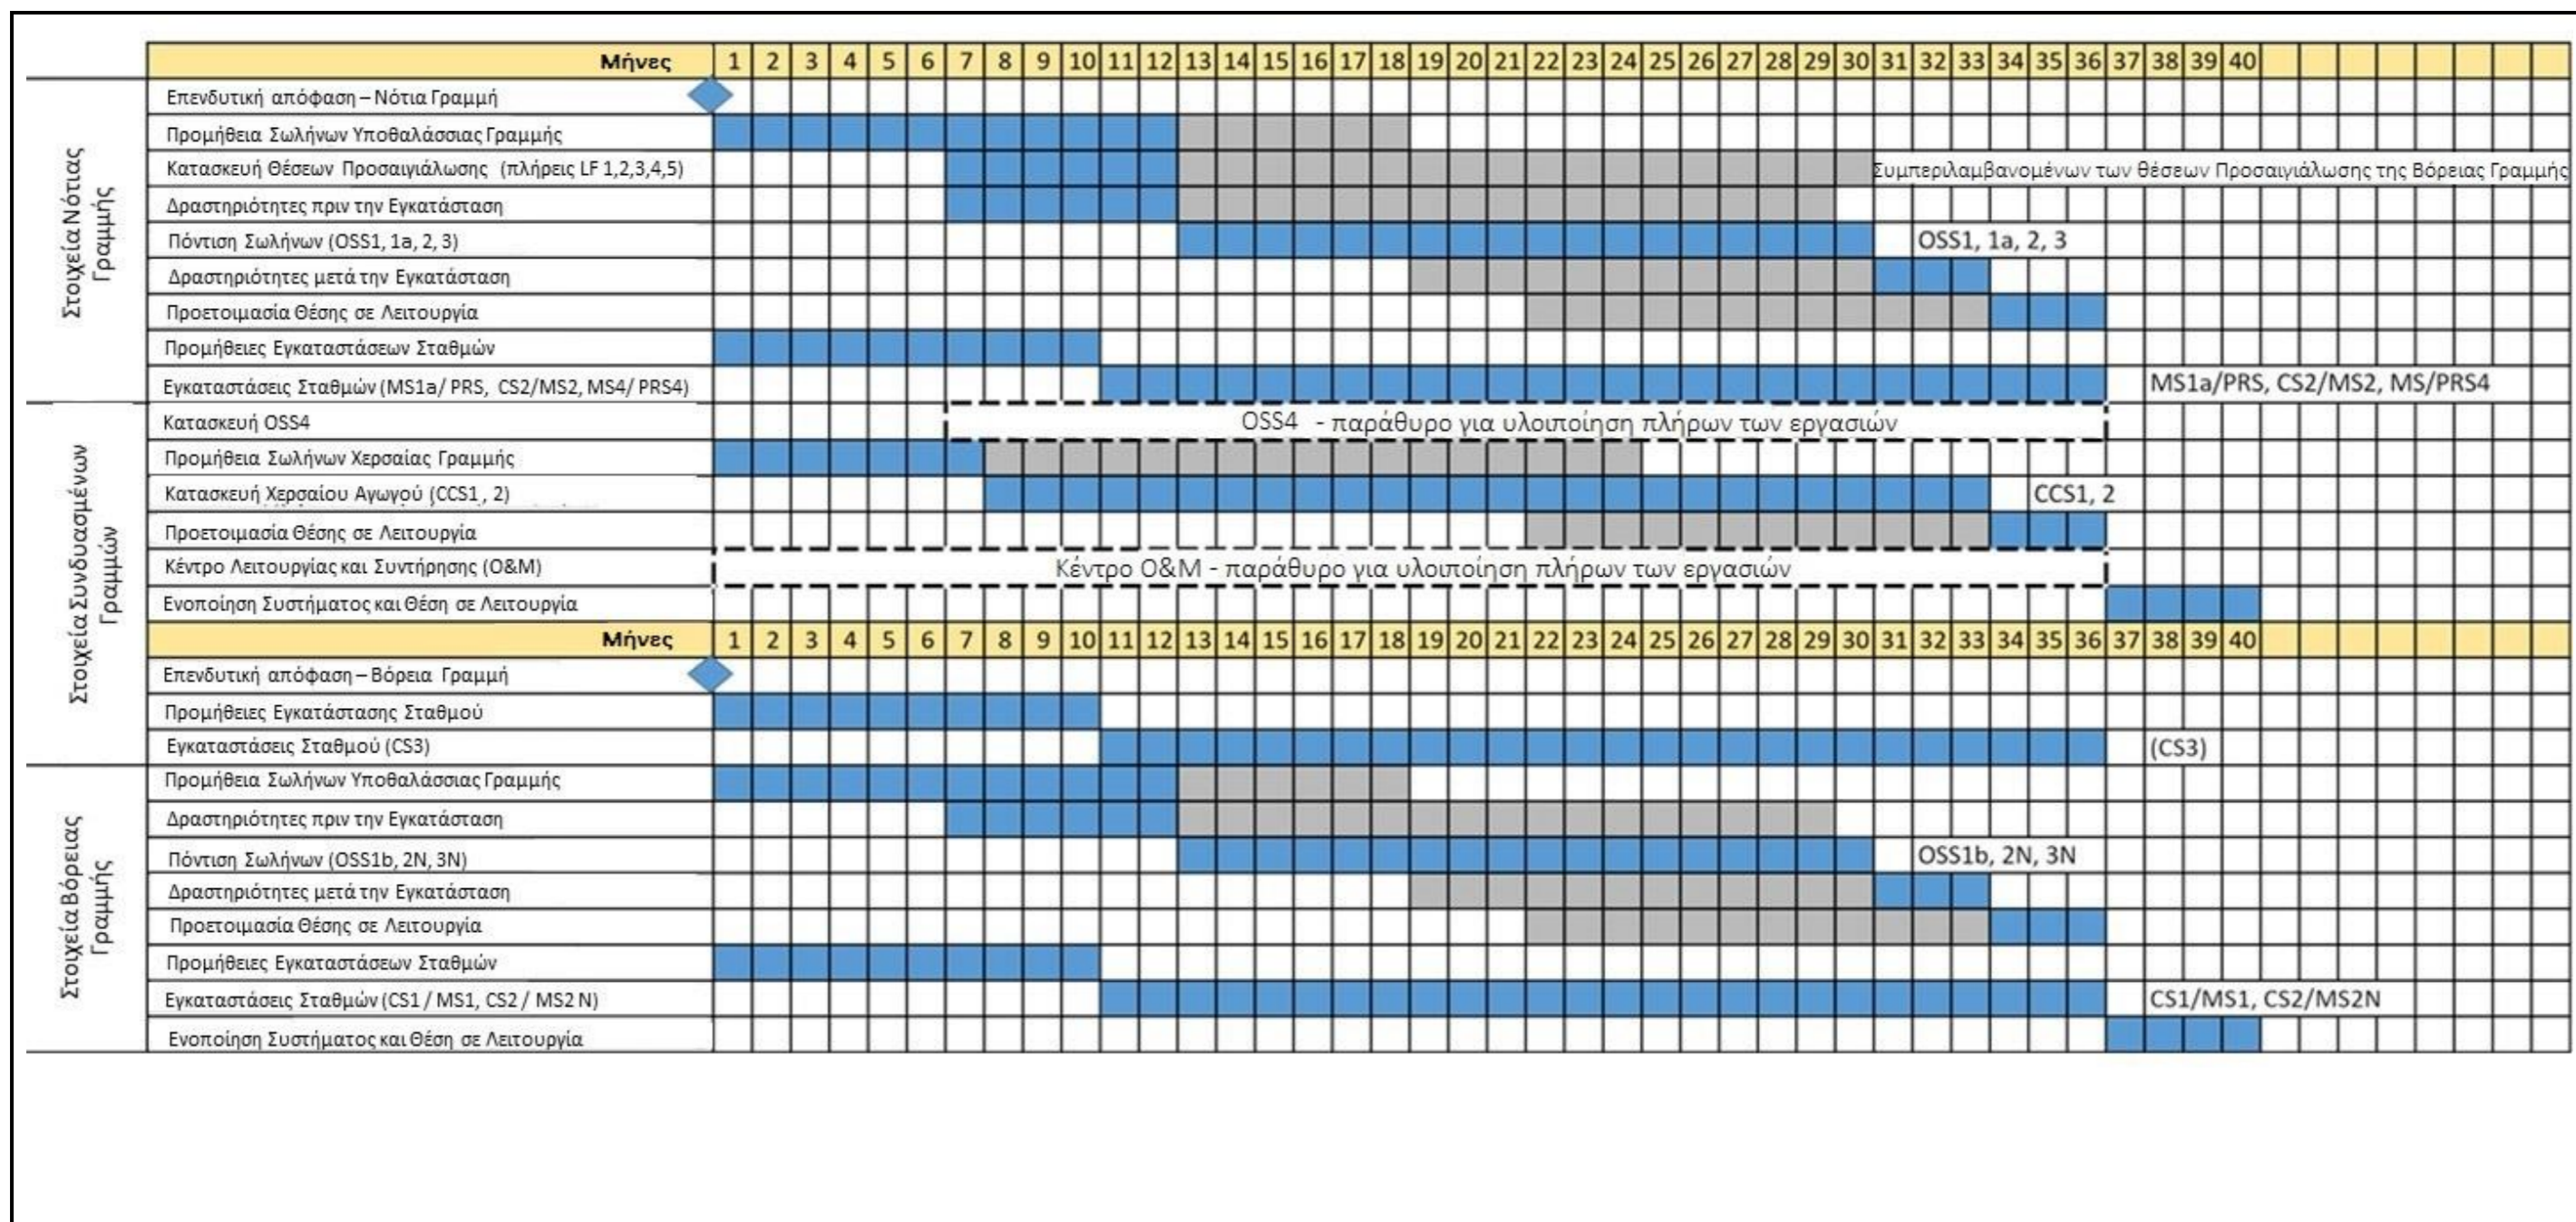 Μήνες 1 2 3 4 5 6 7 8 9 10 11 12 13 14 15 16 17 18 19 20 21 22 23 24 25 26 27 28 29 30 31 32 33 34 35 36 37 38 39 40
Στοιχεία Νότιας
Γραμμής
Επενδυτική απόφαση – Νότια Γραμμή
Προμήθεια Σωλήνων Υποθαλάσσιας Γραμμής
Κατασκευή Θέσεων Προσαιγιάλωσης (πλήρεις LF 1,2,3,4,5) Συμπεριλαμβανομένων των θέσεων Προσαιγιάλωσης της Βόρειας Γραμμής
Δραστηριότητες πριν την Εγκατάσταση
Πόντιση Σωλήνων (OSS1, 1a, 2, 3) OSS1, 1a, 2, 3
Δραστηριότητες μετά την Εγκατάσταση
Προετοιμασία Θέσης σε Λειτουργία
Προμήθειες Εγκαταστάσεων Σταθμών
Εγκαταστάσεις Σταθμών (MS1a/ PRS, CS2/MS2, MS4/ PRS4) MS1a/PRS, CS2/MS2, MS/PRS4
Στοιχεία Συνδυασμένων
Γραμμών
Κατασκευή OSS4 OSS4 - παράθυρο για υλοιποίηση πλήρων των εργασιών
Προμήθεια Σωλήνων Χερσαίας Γραμμής
Κατασκευή Χερσαίου Αγωγού (CCS1 , 2) CCS1, 2
Προετοιμασία Θέσης σε Λειτουργία
Κέντρο Λειτουργίας και Συντήρησης (O&M) Κέντρο O&M - παράθυρο για υλοιποίηση πλήρων των εργασιών
Ενοποίηση Συστήματος και Θέση σε Λειτουργία
Μήνες 1 2 3 4 5 6 7 8 9 10 11 12 13 14 15 16 17 18 19 20 21 22 23 24 25 26 27 28 29 30 31 32 33 34 35 36 37 38 39 40
Επενδυτική απόφαση – Βόρεια Γραμμή
Προμήθειες Εγκατάστασης Σταθμού
Εγκαταστάσεις Σταθμού (CS3) (CS3)
Στοιχεία Βόρειας
Γραμμής
Προμήθεια Σωλήνων Υποθαλάσσιας Γραμμής
Δραστηριότητες πριν την Εγκατάσταση
Πόντιση Σωλήνων (OSS1b, 2N, 3N) OSS1b, 2N, 3N
Δραστηριότητες μετά την Εγκατάσταση
Προετοιμασία Θέσης σε Λειτουργία
Προμήθειες Εγκαταστάσεων Σταθμών
Εγκαταστάσεις Σταθμών (CS1 / MS1, CS2 / MS2 N) CS1/MS1, CS2/MS2N
Ενοποίηση Συστήματος και Θέση σε Λειτουργία